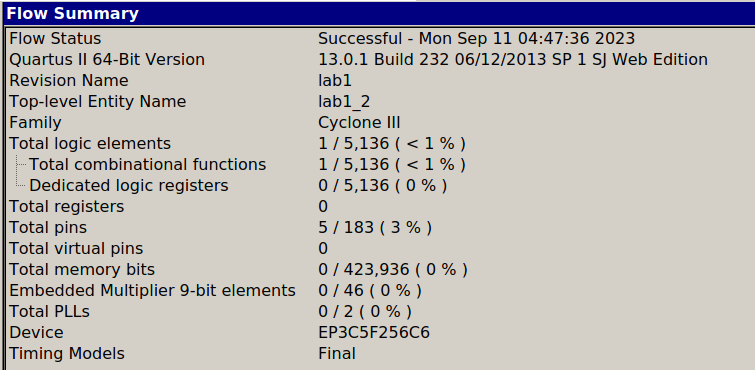 Flow Summary
Flow Status Successful - Mon Sep 11 04:47:36 2023
Quartus II 64-Bit Version 13.0.1 Build 232 06/12/2013 SP 1 SJ Web Edition
Revision Name lab1
Top-level Entity Name lab1_2
Family Cyclone III
Total logic elements 1 / 5,136 ( < 1 % )
Total combinational functions 1 / 5,136 ( < 1 % )
Dedicated logic registers 0 / 5,136 ( 0 % )
Total registers 0
Total pins 5 / 183 ( 3 % )
Total virtual pins 0
Total memory bits 0 / 423,936 ( 0 % )
Embedded Multiplier 9-bit elements 0 / 46 ( 0 % )
Total PLLs 0 / 2 ( 0 % )
Device EP3C5F256C6
Timing Models Final